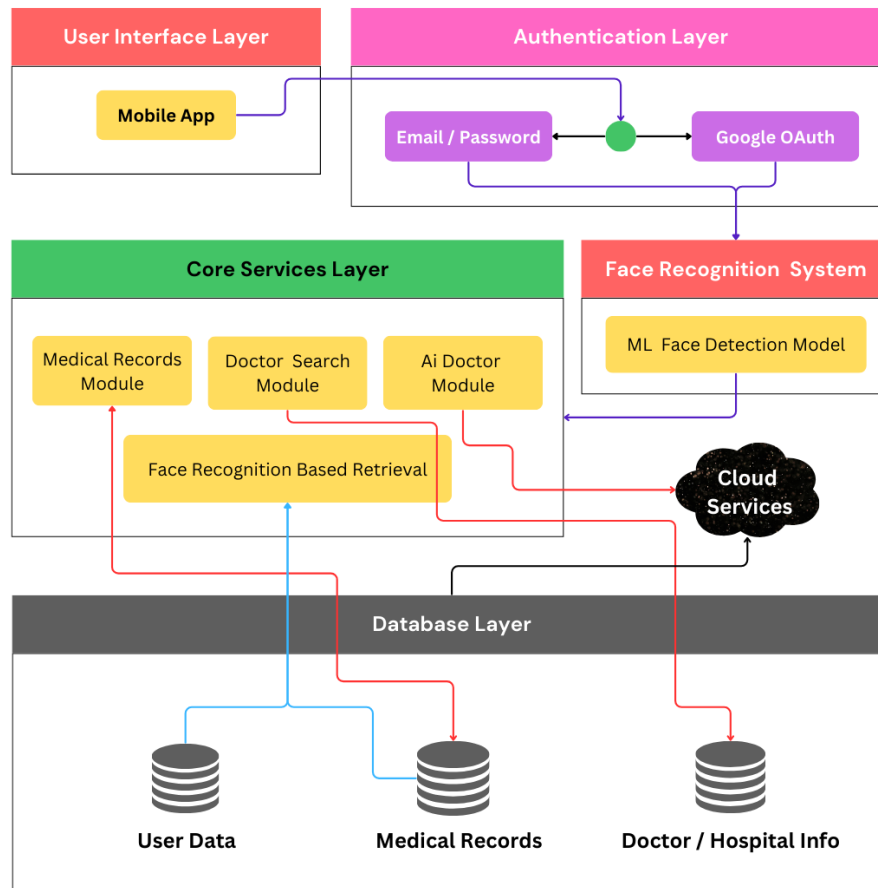 User Interface Layer
Authentication Layer
Mobile App
Email / Password
Google OAuth
Core Services Layer
Face Recognition System
Medical Records
Module
Doctor Search
Module
Ai Doctor
Module
ML Face Detection Model
Face Recognition Based Retrieval
Cloud
Services
Database Layer
User Data
Medical Records
Doctor / Hospital Info